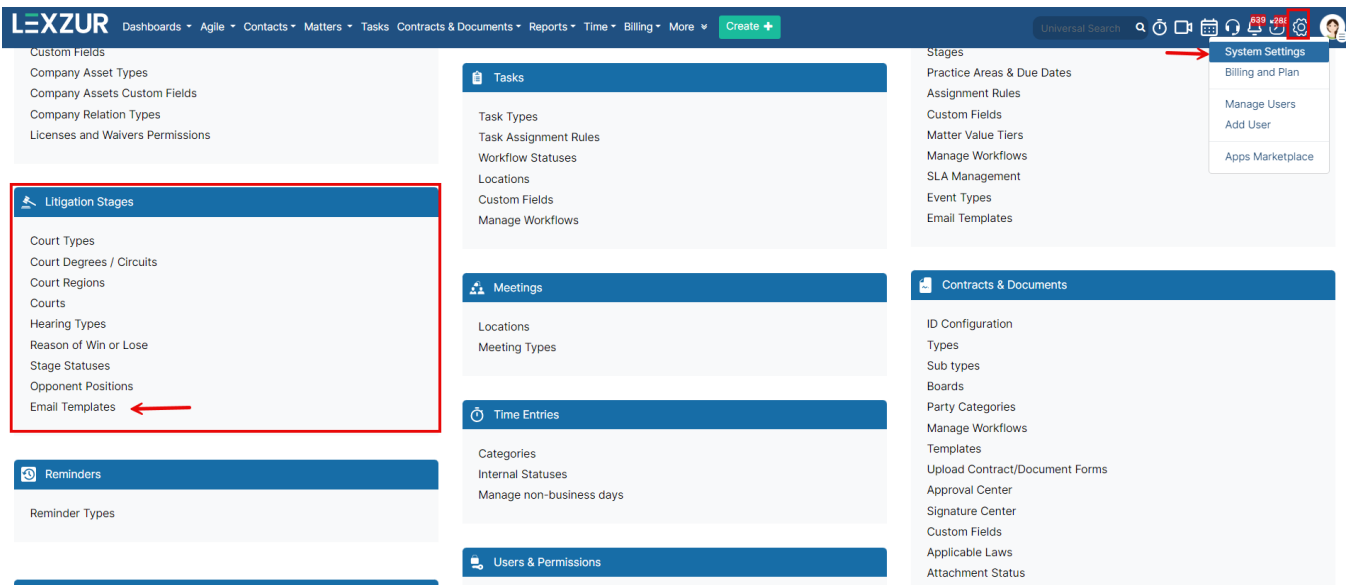 LEXZUR Dashboards Agile Contacts Matters Tasks Contracts & Documents Reports Time Billing More Create + Universal Search 639 268
System Settings
Billing and Plan
Manage Users
Add User
Apps Marketplace
Custom Fields
Company Asset Types
Company Assets Custom Fields
Company Relation Types
Licenses and Waivers Permissions
Litigation Stages
Court Types
Court Degrees / Circuits
Court Regions
Courts
Hearing Types
Reason of Win or Lose
Stage Statuses
Opponent Positions
Email Templates
Reminders
Reminder Types
Tasks
Task Types
Task Assignment Rules
Workflow Statuses
Locations
Custom Fields
Manage Workflows
Meetings
Locations
Meeting Types
Time Entries
Categories
Internal Statuses
Manage non-business days
Users & Permissions
Stages
Practice Areas & Due Dates
Assignment Rules
Custom Fields
Matter Value Tiers
Manage Workflows
SLA Management
Event Types
Email Templates
Contracts & Documents
ID Configuration
Types
Sub types
Boards
Party Categories
Manage Workflows
Templates
Upload Contract/Document Forms
Approval Center
Signature Center
Custom Fields
Applicable Laws
Attachment Status